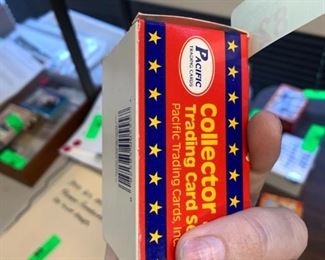 PACIFIC
TRADING CARDS
Collector
Trading Card Se
Pacific Trading Cards, Inc.